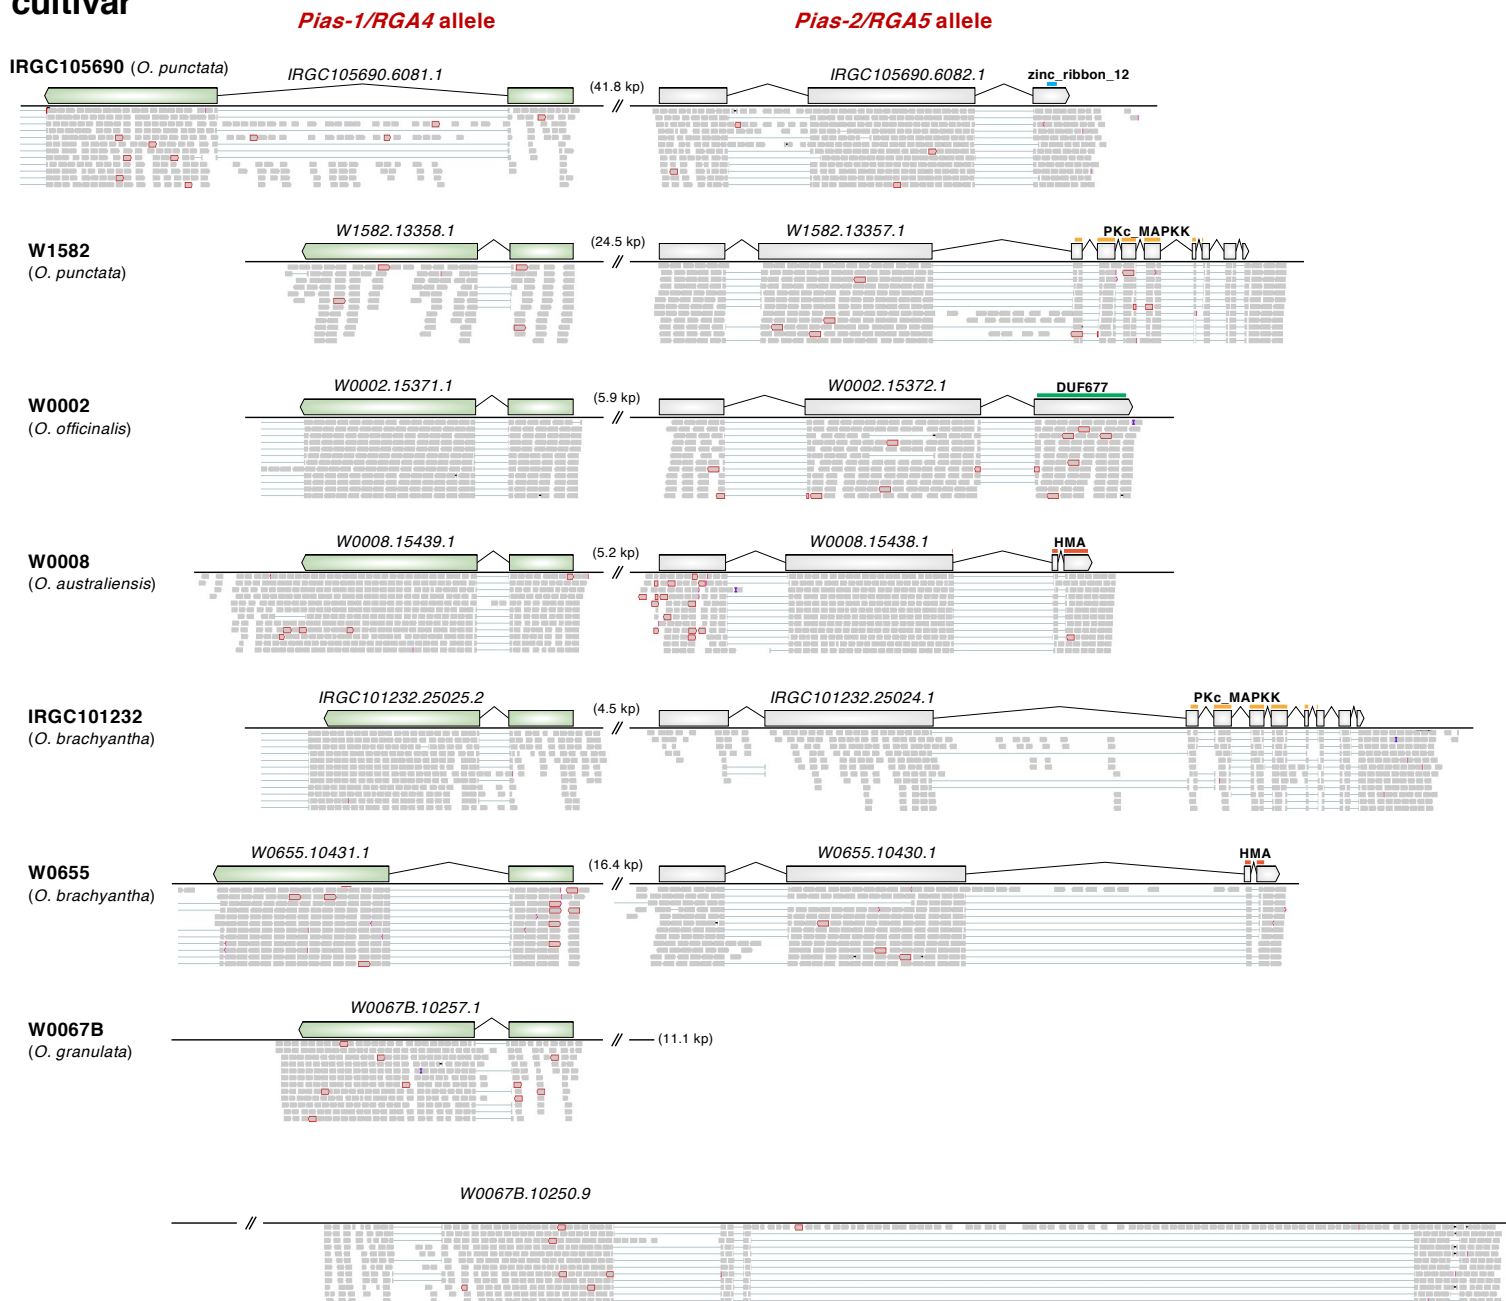 cultivar
Pias-1/RGA4 allele
Pias-2/RGA5 allele
IRGC105690 (O. punctata)
IRGC105690.6081.1
(41.8 kp)
IRGC105690.6082.1
zinc_ribbon_12
W1582
(O. punctata)
W1582.13358.1
(24.5 kp)
W1582.13357.1
PKc_MAPKK
W0002
(O. officinalis)
W0002.15371.1
(5.9 kp)
W0002.15372.1
DUF677
W0008
(O. australiensis)
W0008.15439.1
(5.2 kp)
W0008.15438.1
HMA
IRGC101232
(O. brachyantha)
IRGC101232.25025.2
(4.5 kp)
IRGC101232.25024.1
PKc_MAPKK
W0655
(O. brachyantha)
W0655.10431.1
(16.4 kp)
W0655.10430.1
HMA
W0067B
(O. granulata)
W0067B.10257.1
(11.1 kp)
W0067B.10250.9